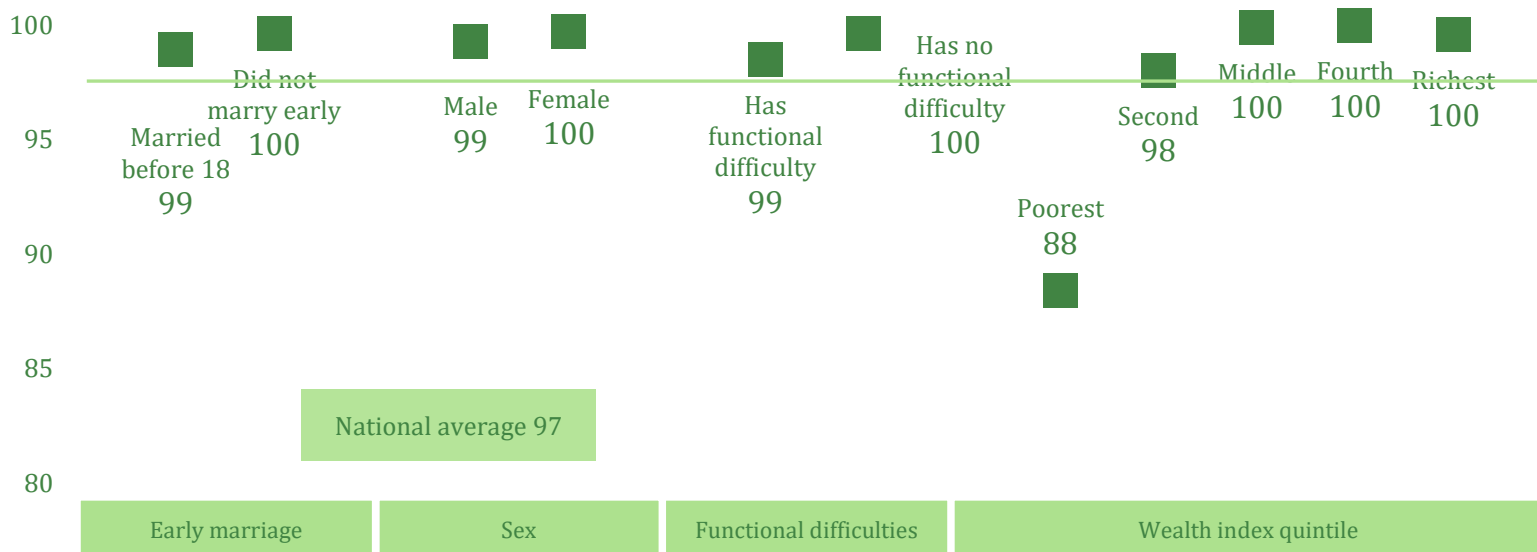 100
95
90
85
80
Married
before 18
99
Did not
marry early
100
Male
99
Female
100
Has
functional
difficulty
99
Has no
functional
difficulty
100
Poorest
88
Second
98
Middle
100
Fourth
100
Richest
100
National average 97
Early marriage
Sex
Functional difficulties
Wealth index quintile